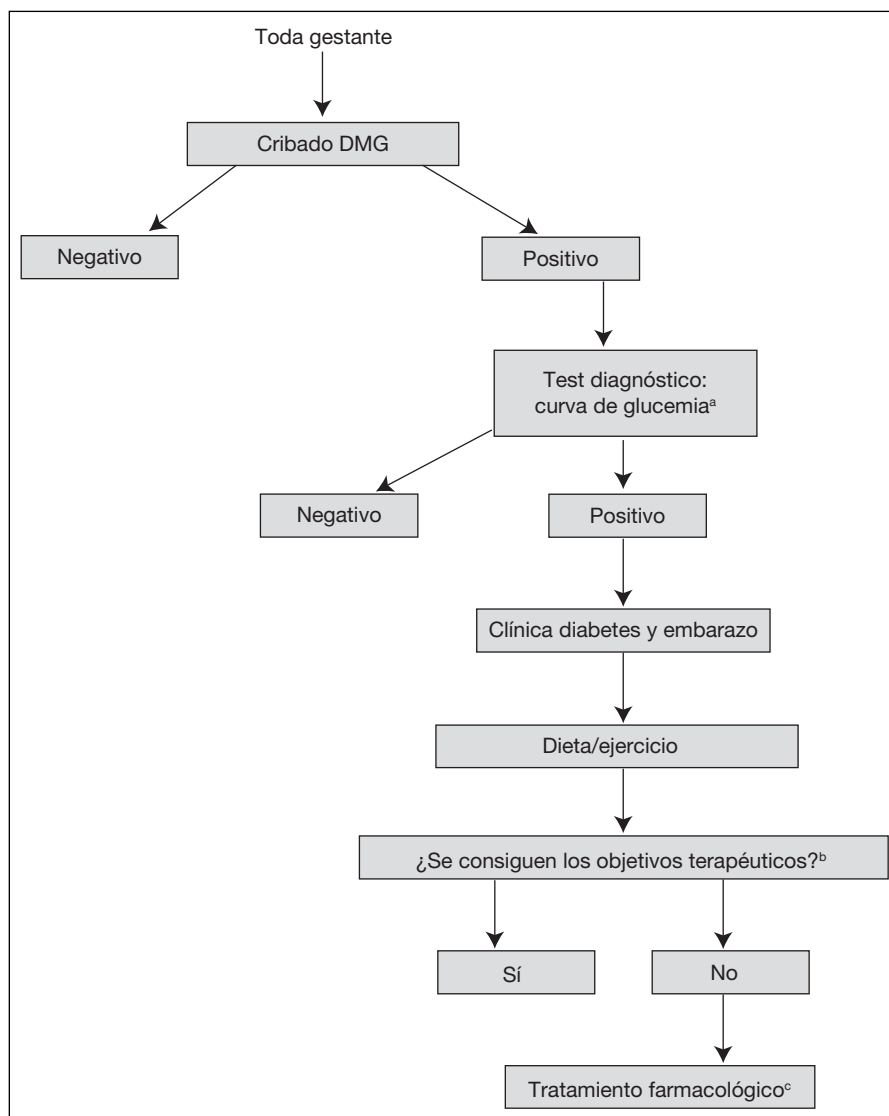 Toda gestante
Cribado DMG
Negativo
Positivo
Test diagnóstico:
curva de glucemiaᵃ
Negativo
Positivo
Clínica diabetes y embarazo
Dieta/ejercicio
¿Se consiguen los objetivos terapéuticos?ᵇ
Sí
No
Tratamiento farmacológicoᶜ